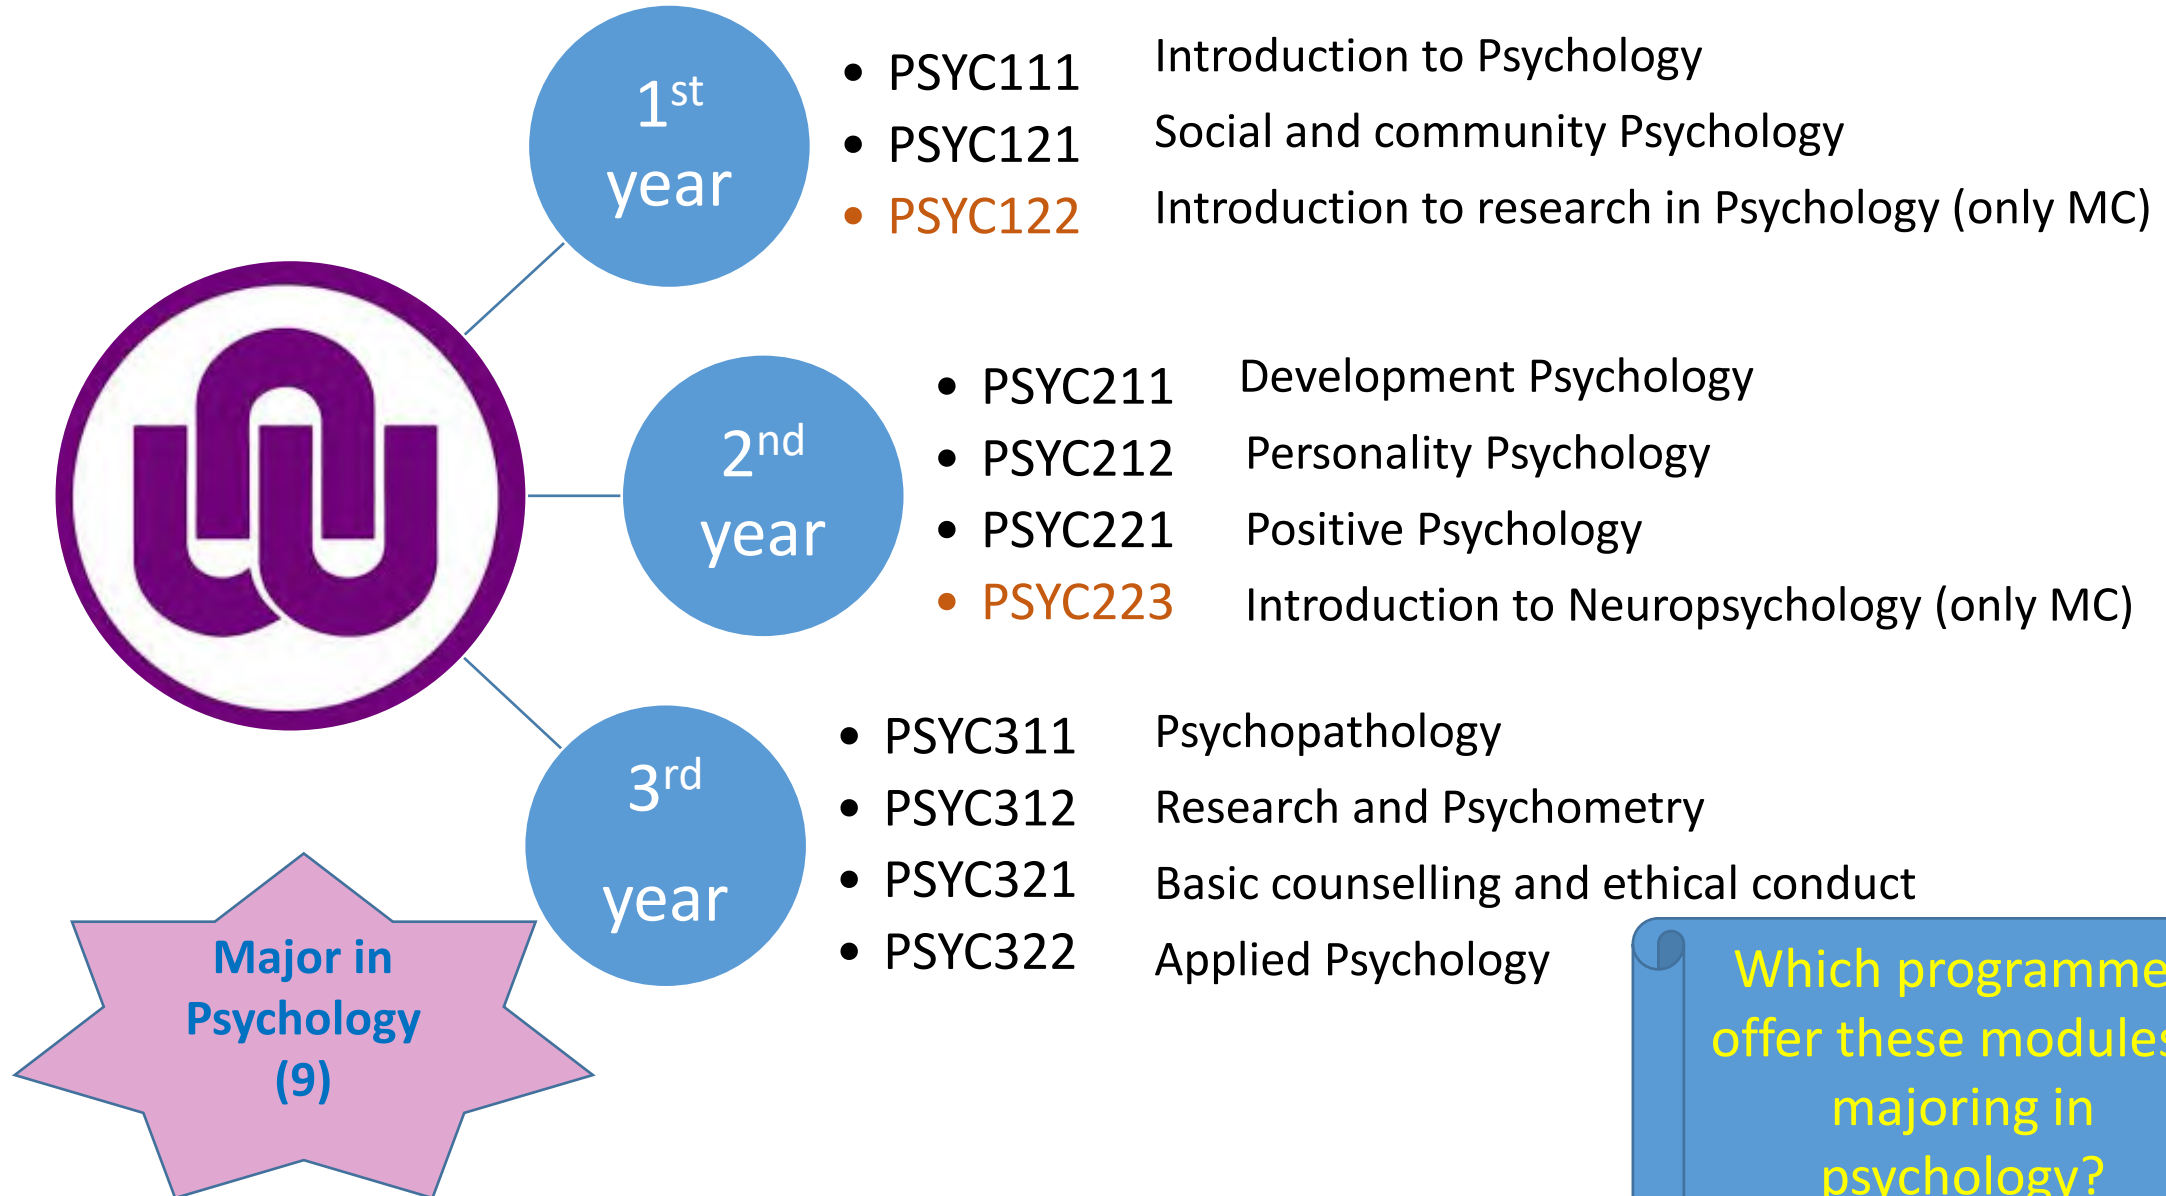 1st
year
• PSYC111 Introduction to Psychology
• PSYC121 Social and community Psychology
• PSYC122 Introduction to research in Psychology (only MC)
2nd
year
• PSYC211 Development Psychology
• PSYC212 Personality Psychology
• PSYC221 Positive Psychology
• PSYC223 Introduction to Neuropsychology (only MC)
3rd
year
• PSYC311 Psychopathology
• PSYC312 Research and Psychometry
• PSYC321 Basic counselling and ethical conduct
• PSYC322 Applied Psychology
Major in
Psychology
(9)
Which programme
offer these modules
majoring in
psychology?